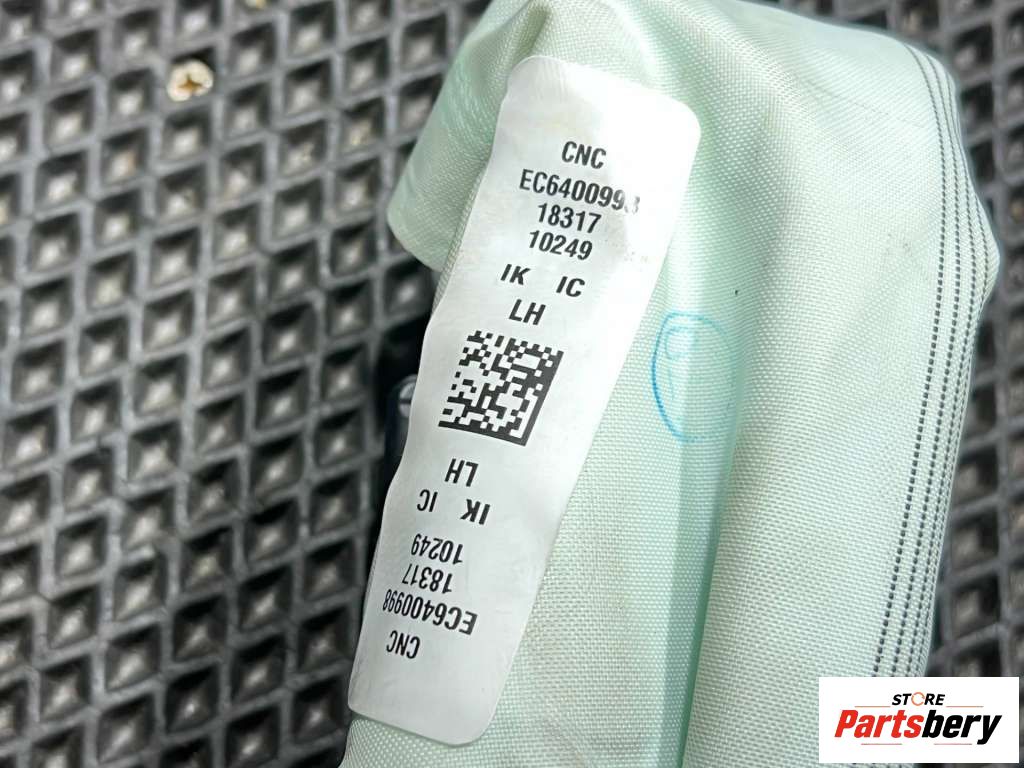 CNC
EC6400998
18317
10249
IK IC
LH
LH
IK IC
10249
18317
EC6400998
CNC
STORE
Partsbery